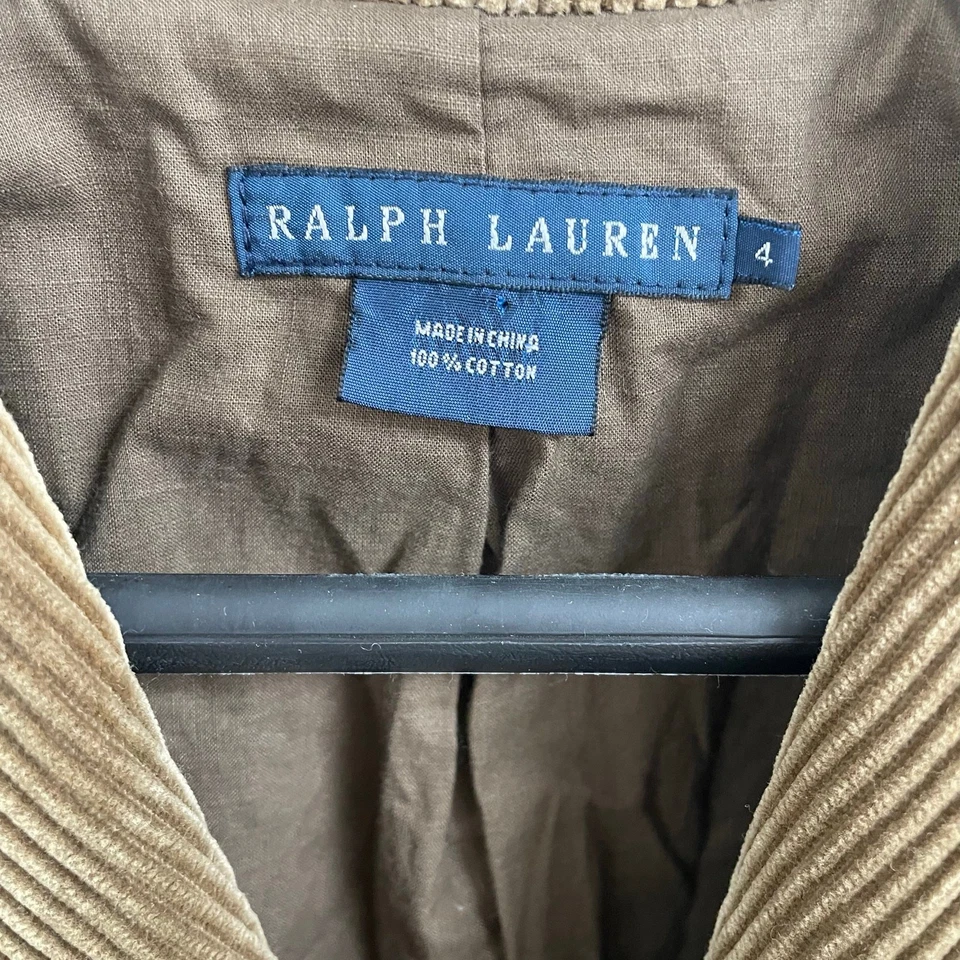 RALPH LAUREN
4
MADE IN CHINA
100% COTTON